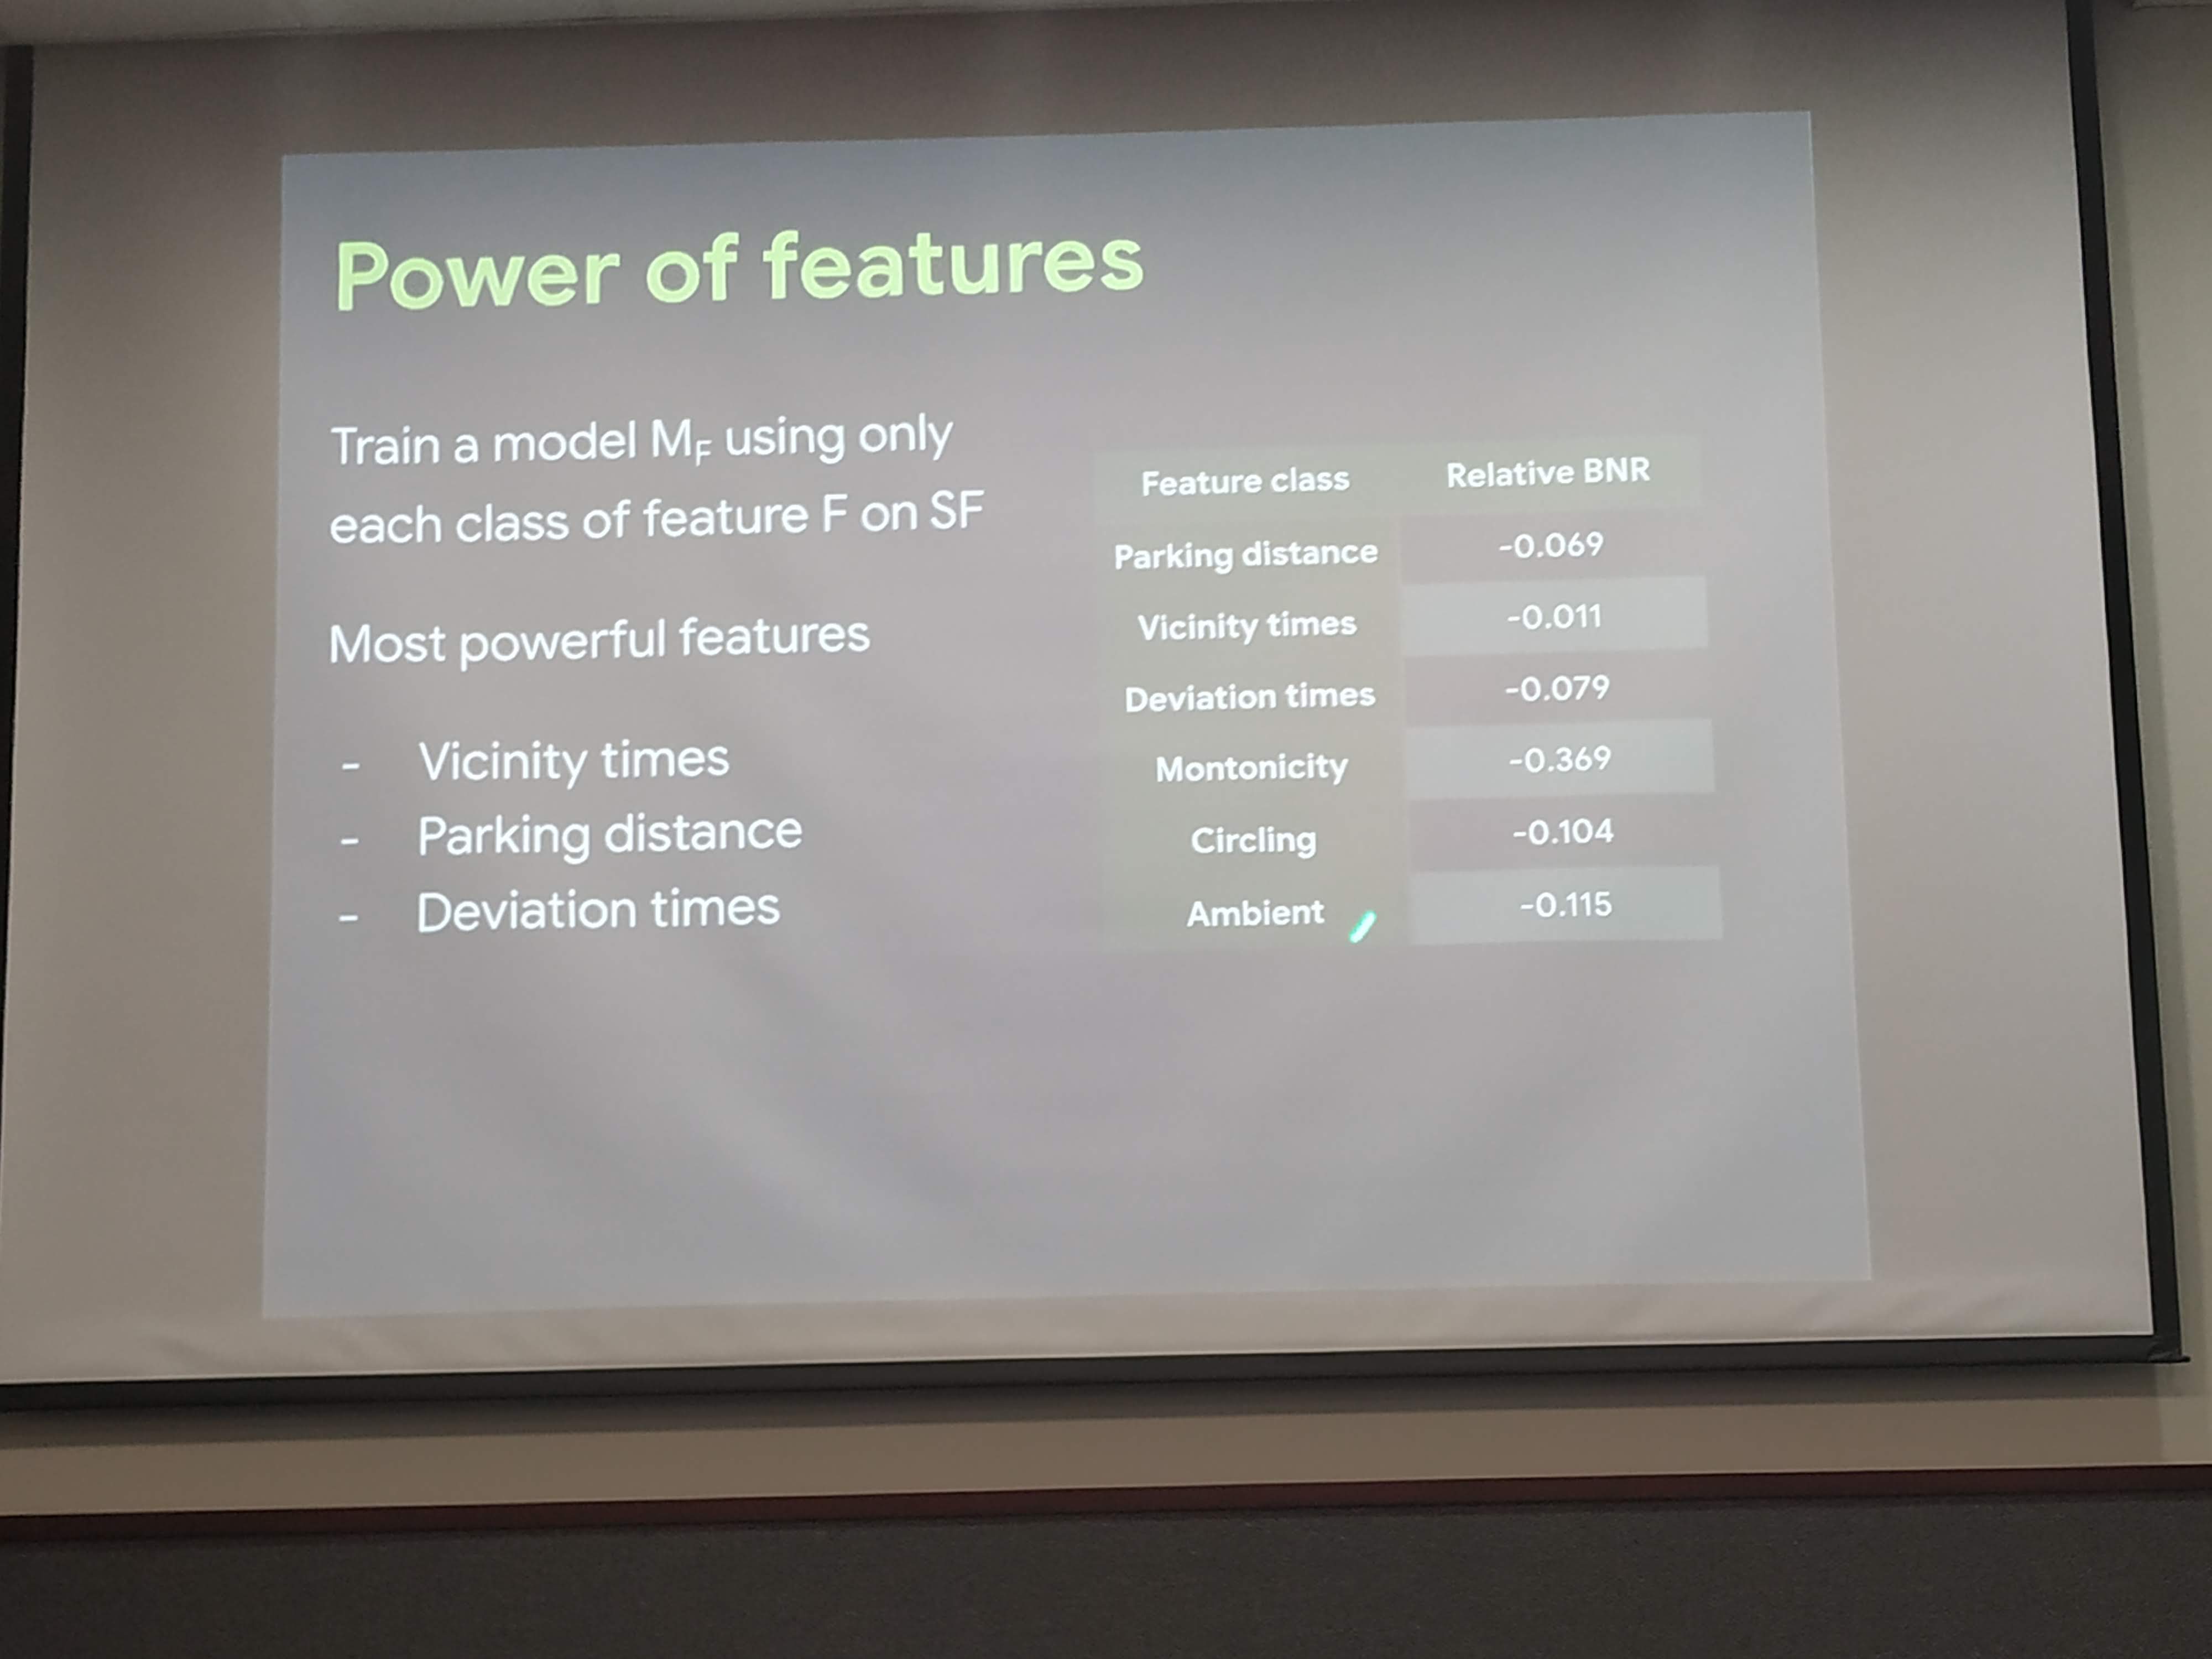 Power of features
Train a model M_F using only
each class of feature F on SF
Most powerful features
- Vicinity times
- Parking distance
- Deviation times
Feature class Relative BNR
Parking distance -0.069
Vicinity times -0.011
Deviation times -0.079
Montonicity -0.369
Circling -0.104
Ambient -0.115